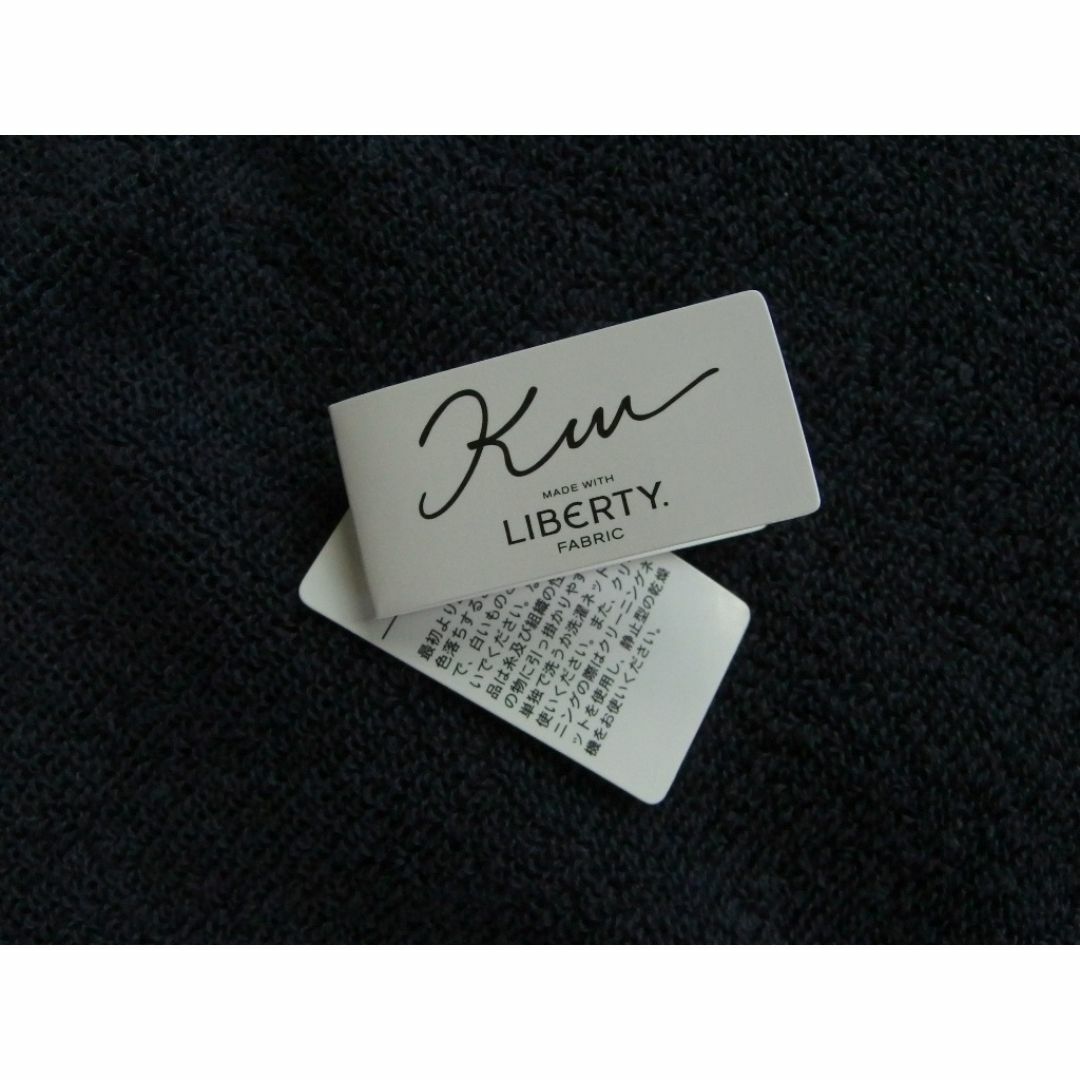 Km
MADE WITH
LIBERTY.
FABRIC
最初より
色落ちする
で、白いもの
いでください。
品は糸及び組織の
の物に引っ掛かりやす
単独で洗うか洗濯ネット
使いください。また、クリ
ニングの際はクリーニングネ
ットを使用し、静止型の乾燥
機をお使いください。